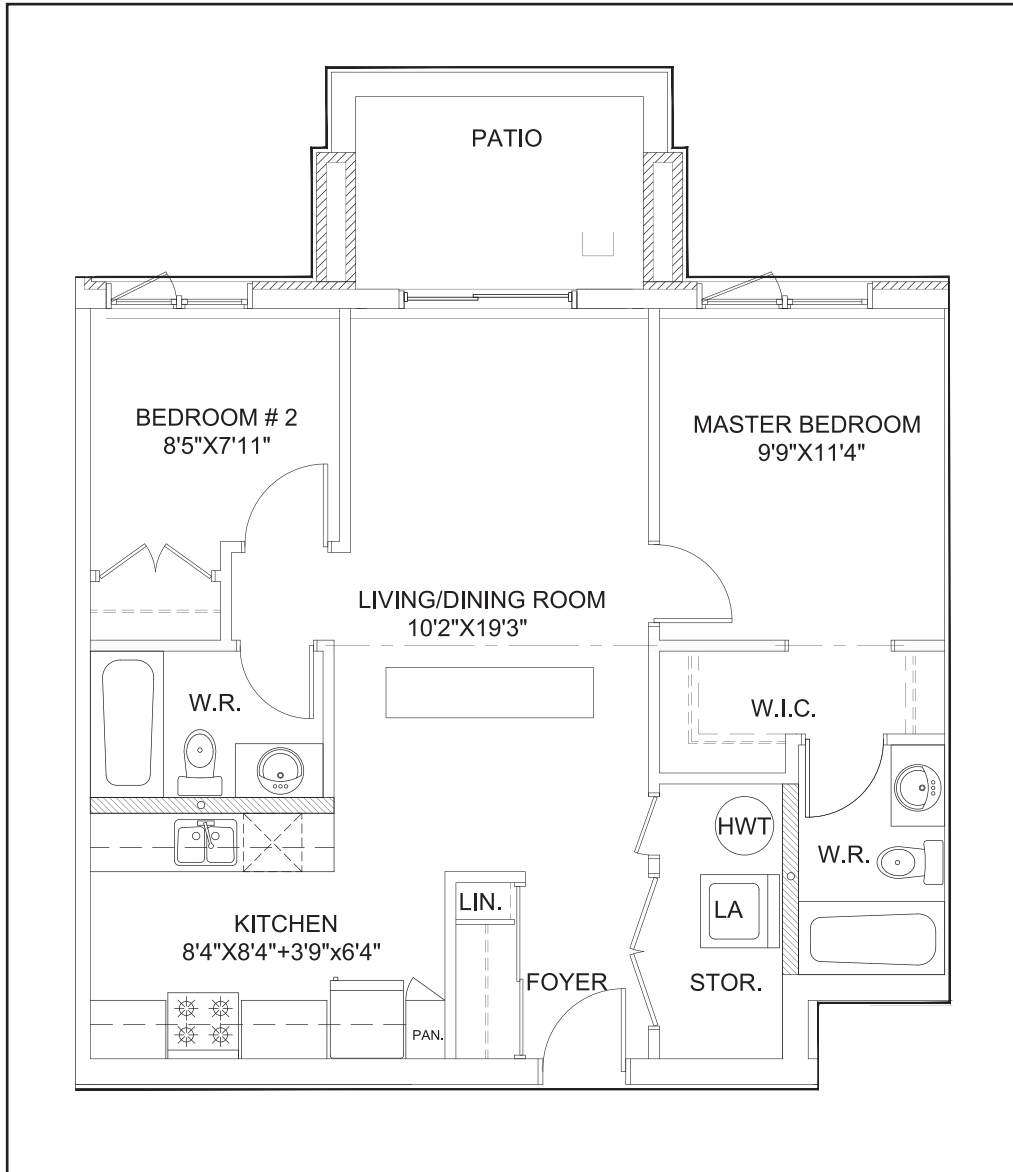 PATIO
BEDROOM # 2
8'5"X7'11"
MASTER BEDROOM
9'9"X11'4"
LIVING/DINING ROOM
10'2"X19'3"
W.R.
W.I.C.
HWT
W.R.
LIN.
LA
KITCHEN
8'4"X8'4"+3'9"x6'4"
FOYER
STOR.
PAN.